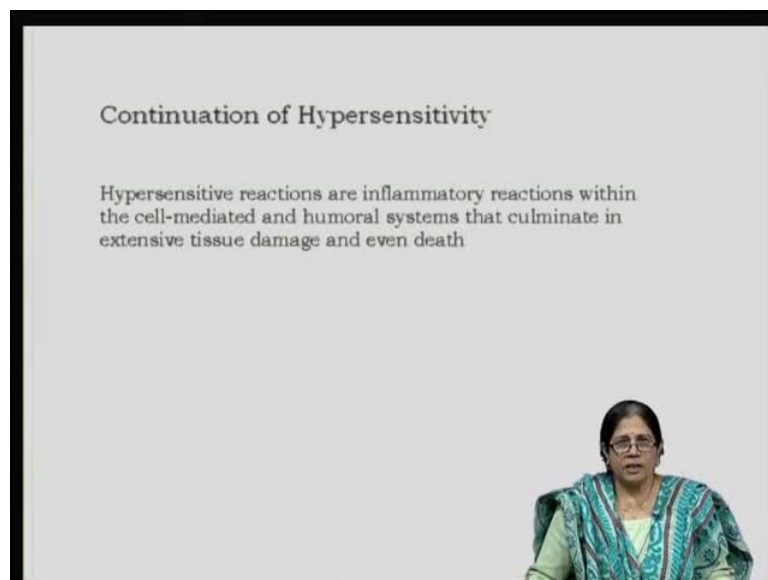 Continuation of Hypersensitivity
Hypersensitive reactions are inflammatory reactions within
the cell-mediated and humoral systems that culminate in
extensive tissue damage and even death